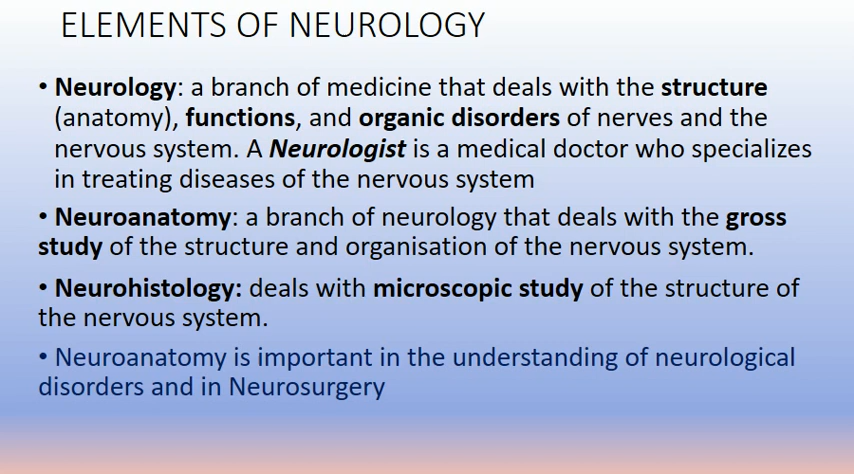 ELEMENTS OF NEUROLOGY
• Neurology: a branch of medicine that deals with the structure
(anatomy), functions, and organic disorders of nerves and the
nervous system. A Neurologist is a medical doctor who specializes
in treating diseases of the nervous system
• Neuroanatomy: a branch of neurology that deals with the gross
study of the structure and organisation of the nervous system.
• Neurohistology: deals with microscopic study of the structure of
the nervous system.
• Neuroanatomy is important in the understanding of neurological
disorders and in Neurosurgery